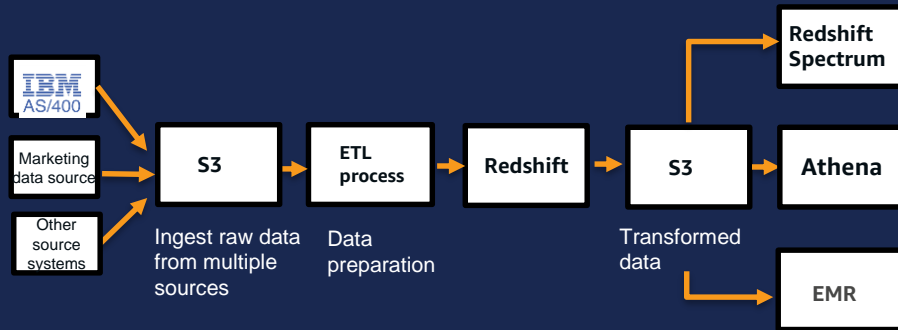 IBM
AS/400
Marketing
data source
Other
source
systems
S3
Ingest raw data
from multiple
sources
ETL
process
Data
preparation
Redshift
S3
Transformed
data
Redshift
Spectrum
Athena
EMR